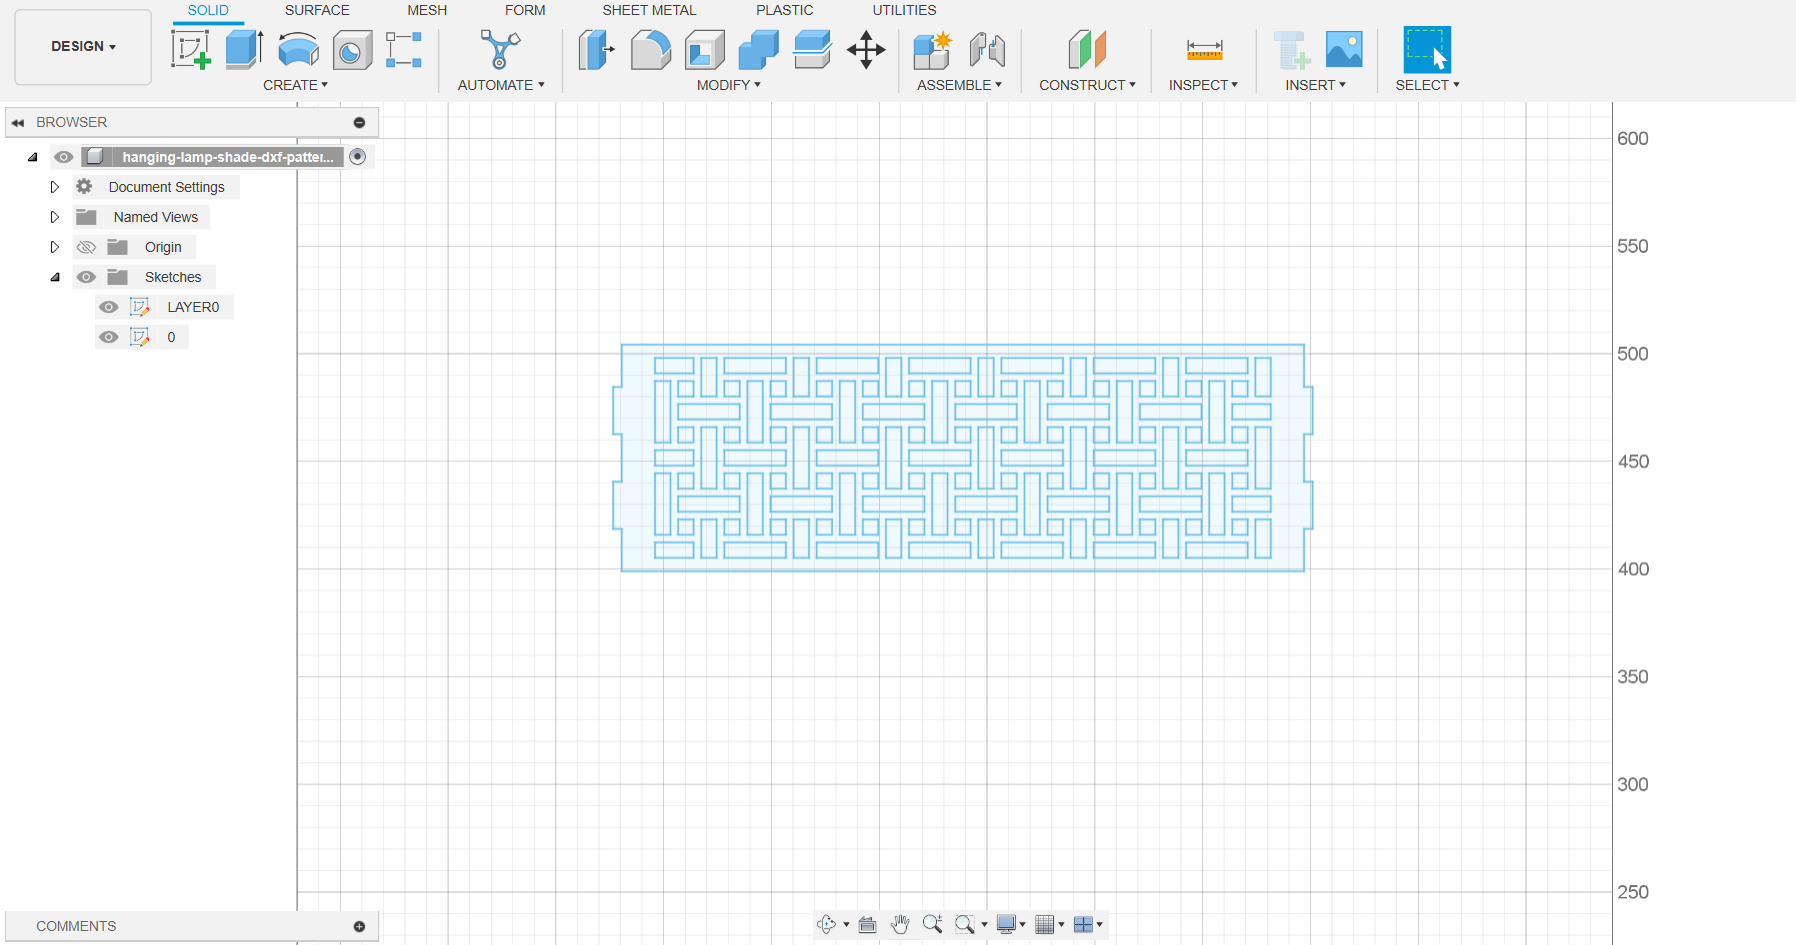 SOLID SURFACE MESH FORM SHEET METAL PLASTIC UTILITIES
DESIGN
CREATE AUTOMATE MODIFY ASSEMBLE CONSTRUCT INSPECT INSERT SELECT
BROWSER
hanging-lamp-shade-dxf-patter...
Document Settings
Named Views
Origin
Sketches
LAYER0
0
600
550
500
450
400
350
300
250
COMMENTS